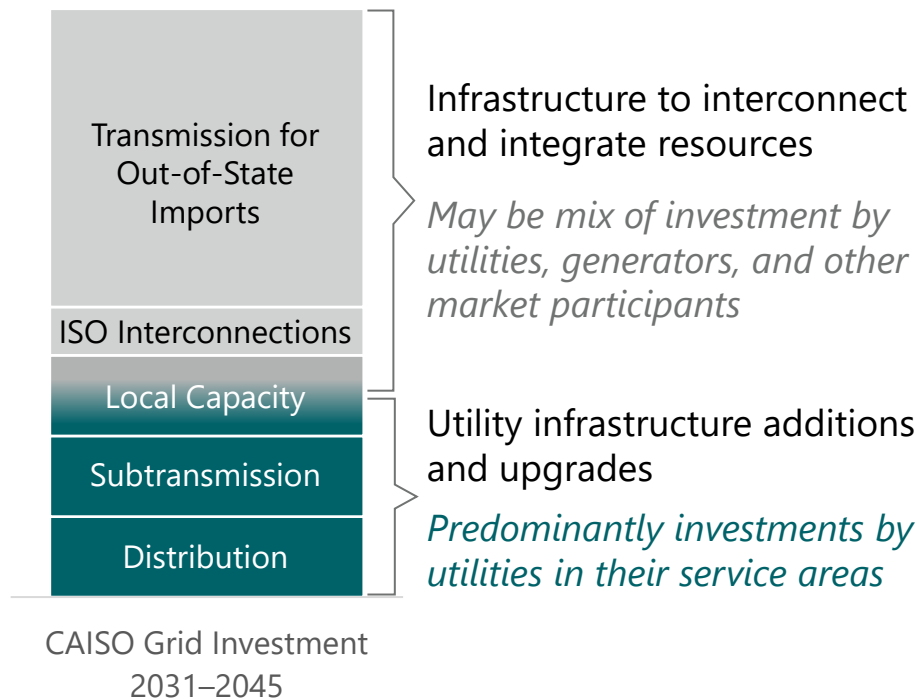 Transmission for
Out-of-State
Imports
ISO Interconnections
Local Capacity
Subtransmission
Distribution
CAISO Grid Investment
2031–2045
Infrastructure to interconnect
and integrate resources
May be mix of investment by
utilities, generators, and other
market participants
Utility infrastructure additions
and upgrades
Predominantly investments by
utilities in their service areas